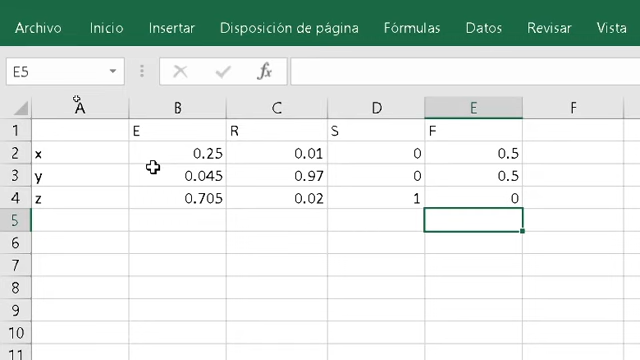 Archivo Inicio Insertar Disposición de página Fórmulas Datos Revisar Vista
E5 fx
A B C D E F
1 E R S F
2 x 0.25 0.01 0 0.5
3 y 0.045 0.97 0 0.5
4 z 0.705 0.02 1 0
5
6
7
8
9
10
11